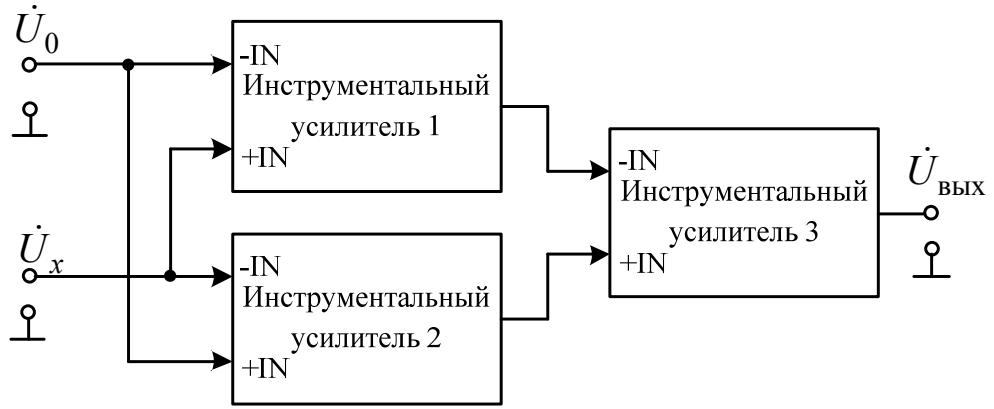 U̇₀
-IN
Инструментальный
усилитель 1
+IN
-IN
Инструментальный
усилитель 3
+IN
U̇вых
U̇ₓ
-IN
Инструментальный
усилитель 2
+IN